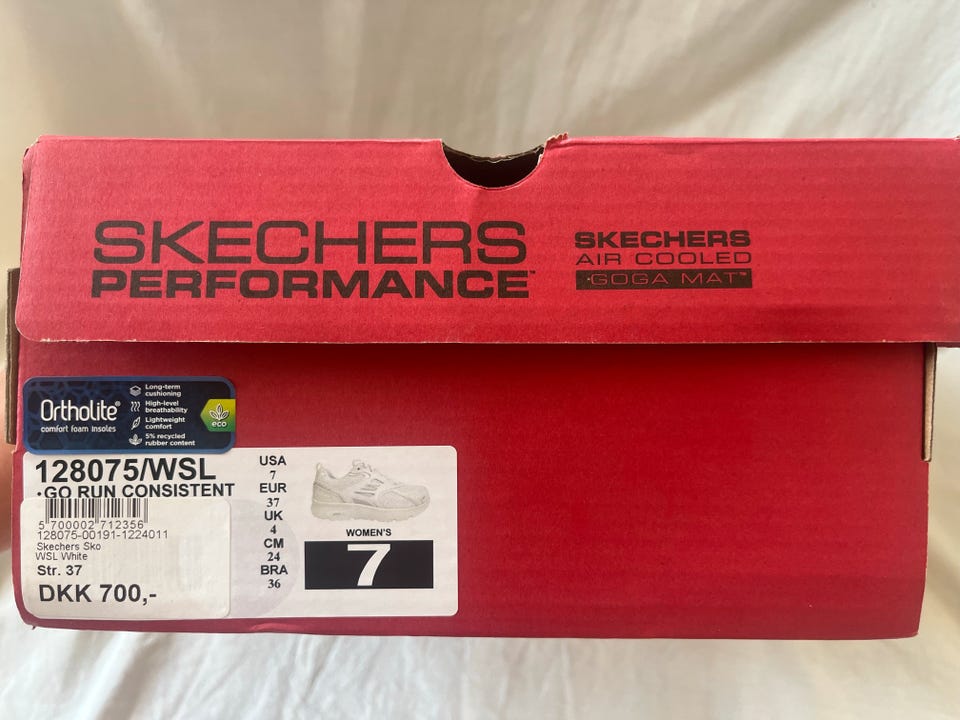 SKECHERS
PERFORMANCE™
SKECHERS
AIR COOLED
•GOGA MAT™
Ortholite®
comfort foam insoles
Long-term
cushioning
High-level
breathability
Lightweight
comfort
5% recycled
rubber content
eco
128075/WSL
•GO RUN CONSISTENT
5 700002 712356
128075-00191-1224011
Skechers Sko
WSL White
Str. 37
DKK 700,-
USA
7
EUR
37
UK
4
CM
24
BRA
36
WOMEN'S
7